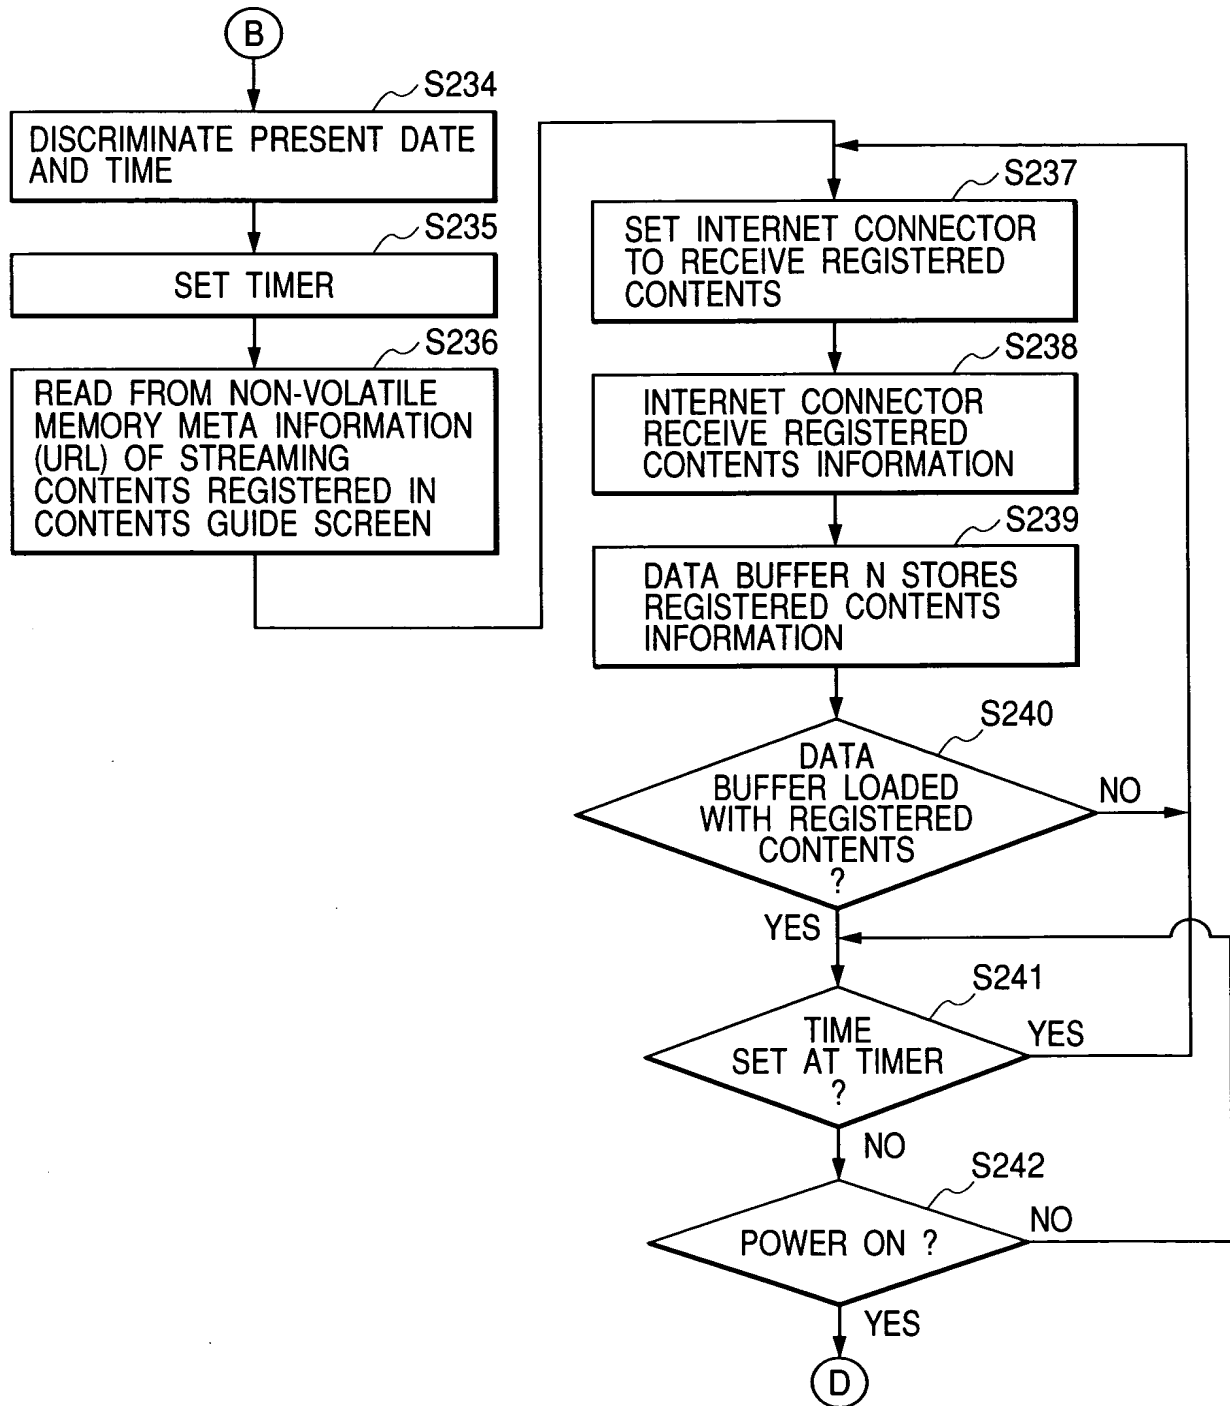 B
S234
DISCRIMINATE PRESENT DATE
AND TIME
S235
SET TIMER
S236
READ FROM NON-VOLATILE
MEMORY META INFORMATION
(URL) OF STREAMING
CONTENTS REGISTERED IN
CONTENTS GUIDE SCREEN
S237
SET INTERNET CONNECTOR
TO RECEIVE REGISTERED
CONTENTS
S238
INTERNET CONNECTOR
RECEIVE REGISTERED
CONTENTS INFORMATION
S239
DATA BUFFER N STORES
REGISTERED CONTENTS
INFORMATION
S240
DATA
BUFFER LOADED
WITH REGISTERED
CONTENTS
?
NO
YES
S241
TIME
SET AT TIMER
?
YES
NO
S242
POWER ON ?
NO
YES
D